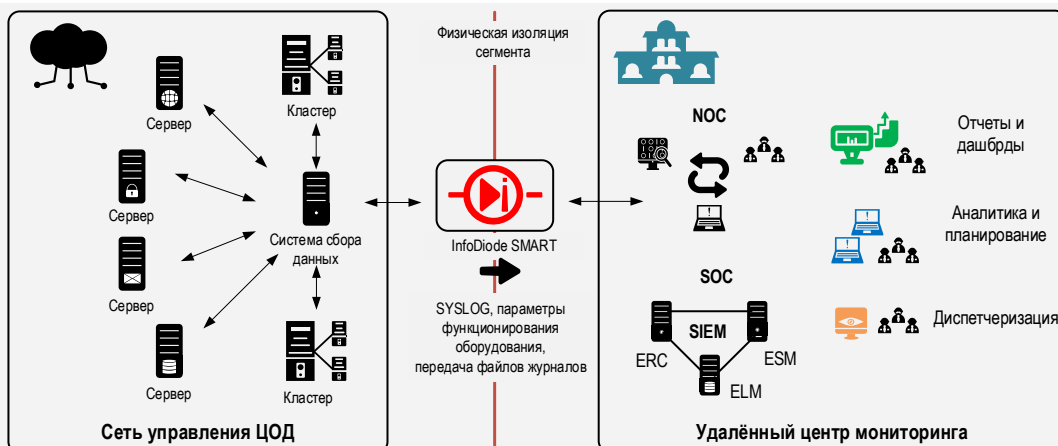 Сервер
Сервер
Сервер
Сервер
Кластер
Система сбора
данных
Кластер
Сеть управления ЦОД
Физическая изоляция
сегмента
InfoDiode SMART
SYSLOG, параметры
функционирования
оборудования,
передача файлов журналов
NOC
SOC
SIEM
ERC
ESM
ELM
Отчеты и
дашбрды
Аналитика и
планирование
Диспетчеризация
Удалённый центр мониторинга